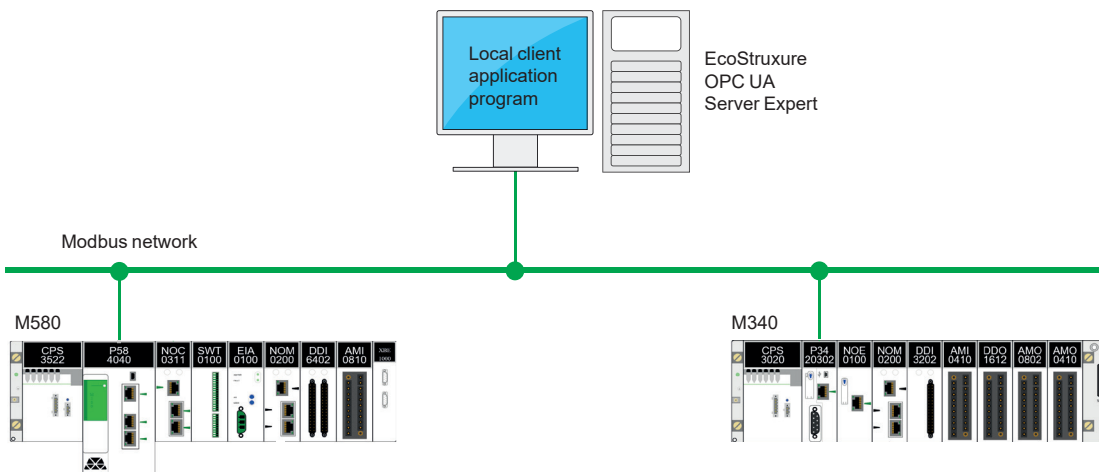 Local client
application
program
EcoStruxure
OPC UA
Server Expert
Modbus network
M580
CPS
3522
P58
4040
NOC
0311
SWT
0100
EIA
0100
NOM
0200
DDI
6402
AMI
0810
XBE
1000
M340
CPS
3020
P34
20302
NOE
0100
NOM
0200
DDI
3202
AMI
0410
DDO
1612
AMO
0802
AMO
0410